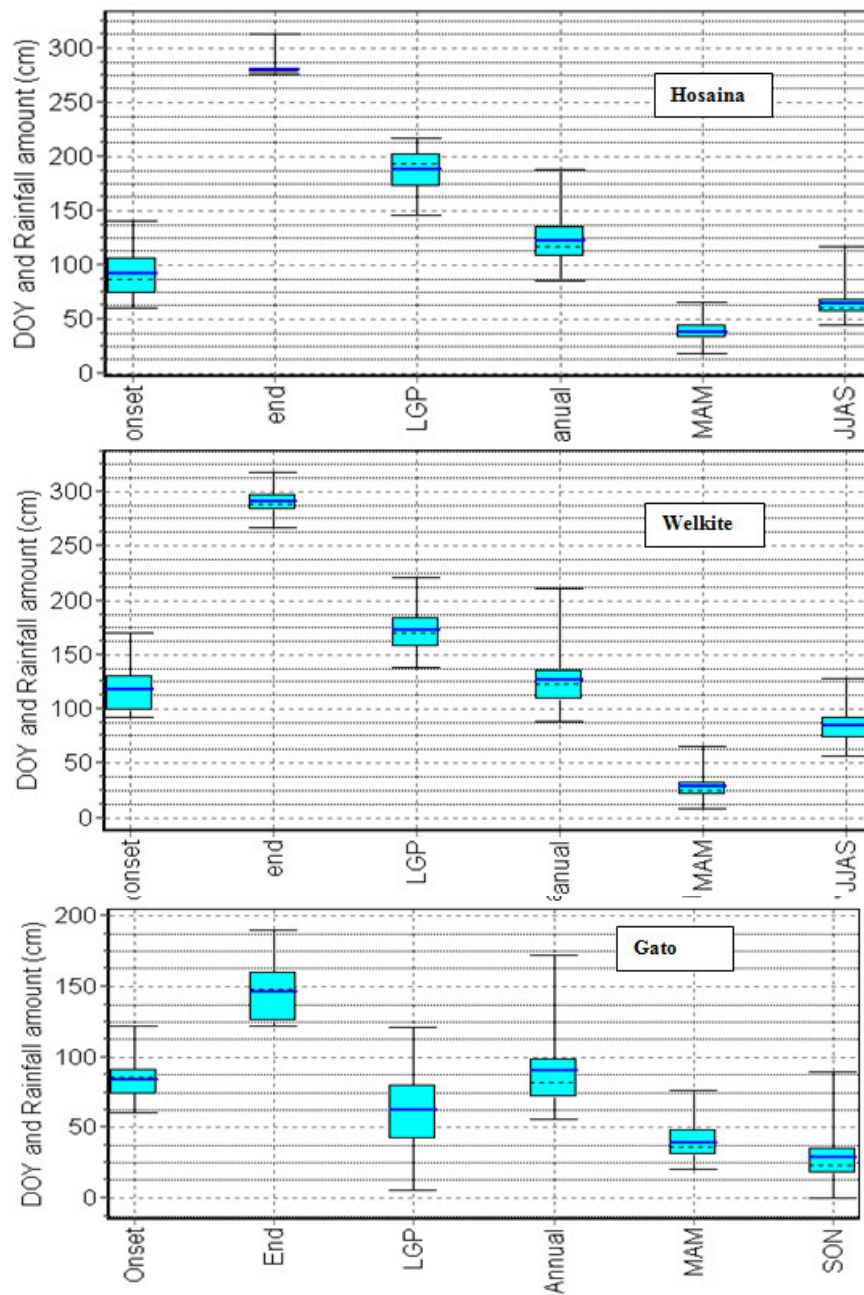 DOY and Rainfall amount (cm)
300
250
200
150
100
50
0
Hosaina
onset
end
LGP
anual
MAM
JJAS
DOY and Rainfall amount (cm)
300
250
200
150
100
50
0
Welkite
onset
end
LGP
anual
MAM
JJAS
DOY and Rainfall amount (cm)
200
150
100
50
0
Gato
Onset
End
LGP
Annual
MAM
SON